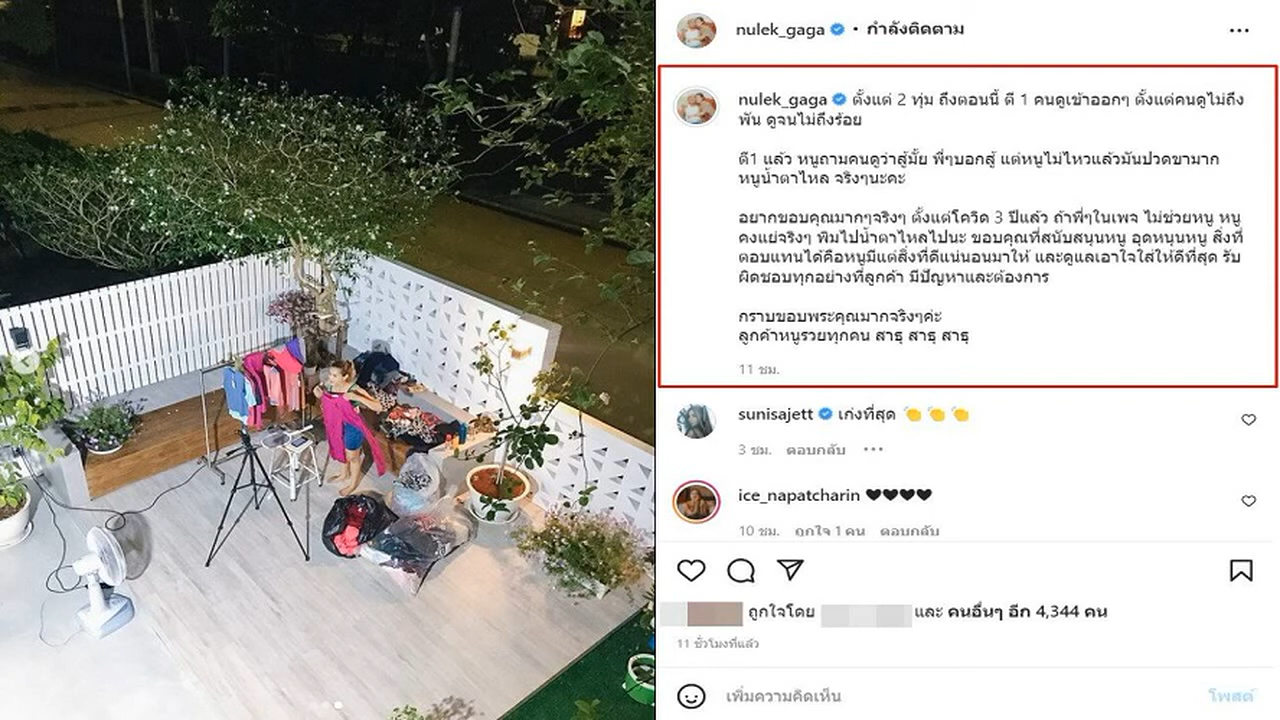 nulek_gaga • กำลังติดตาม
nulek_gaga ตั้งแต่ 2 ทุ่ม ถึงตอนนี้ ตี 1 คนดูเข้าออกๆ ตั้งแต่คนดูไม่ถึง
พัน ดูจนไม่ถึงร้อย
ตี1 แล้ว หนูถามคนดูว่าสู้มั้ย พี่ๆบอกสู้ แต่หนูไม่ไหวแล้วมันปวดขามาก
หนูน้ำตาไหล จริงๆนะคะ
อยากขอบคุณมากๆจริงๆ ตั้งแต่โควิด 3 ปีแล้ว ถ้าพี่ๆในเพจ ไม่ช่วยหนู หนู
คงแย่จริงๆ พิมไปน้ำตาไหลไปนะ ขอบคุณที่สนับสนุนหนู อุดหนุนหนู สิ่งที่
ตอบแทนได้คือหนูมีแต่สิ่งที่ดีแน่นอนมาให้ และดูแลเอาใจใส่ให้ดีที่สุด รับ
ผิดชอบทุกอย่างที่ลูกค้า มีปัญหาและต้องการ
กราบขอบพระคุณมากจริงๆค่ะ
ลูกค้าหนูรวยทุกคน สาธุ สาธุ สาธุ
11 ชม.
sunisajett เก่งที่สุด 👏 👏 👏
3 ชม. ตอบกลับ •••
ice_napatcharin 🖤🖤🖤🖤
10 ชม. ถูกใจ 1 คน ตอบกลับ
ถูกใจโดย และ คนอื่นๆ อีก 4,344 คน
11 ชั่วโมงที่แล้ว
เพิ่มความคิดเห็น โพสต์